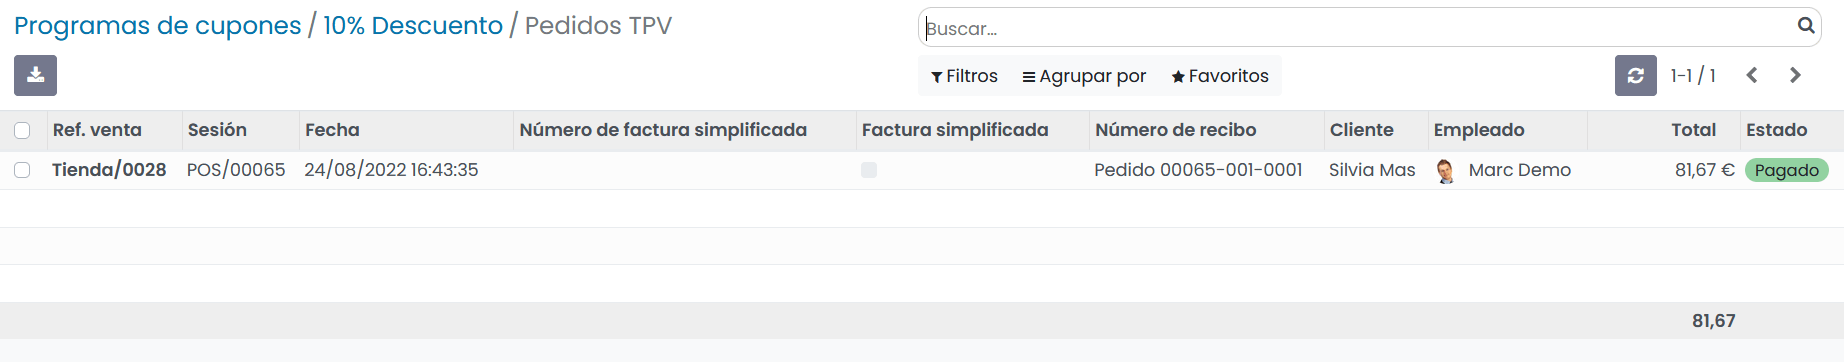 Programas de cupones / 10% Descuento / Pedidos TPV
Buscar...
Filtros Agrupar por Favoritos
1-1 / 1
Ref. venta Sesión Fecha Número de factura simplificada Factura simplificada Número de recibo Cliente Empleado Total Estado
Tienda/0028 POS/00065 24/08/2022 16:43:35 Pedido 00065-001-0001 Silvia Mas Marc Demo 81,67 € Pagado
81,67